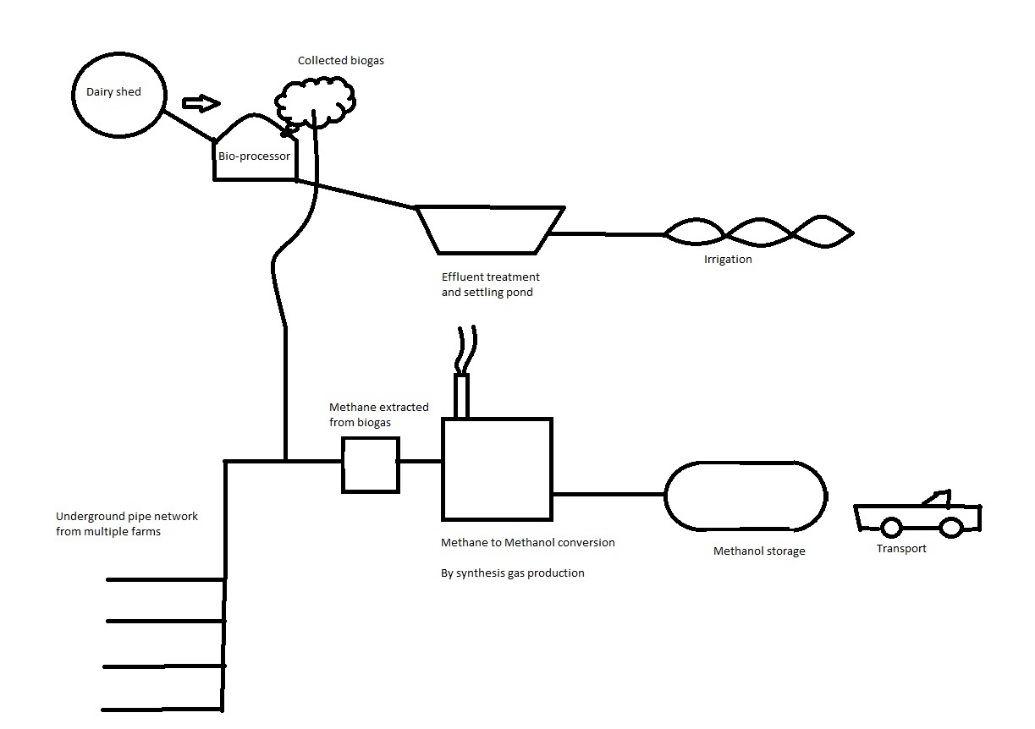 Collected biogas
Dairy shed
Bio-processor
Irrigation
Effluent treatment
and settling pond
Methane extracted
from biogas
Underground pipe network
from multiple farms
Methane to Methanol conversion
By synthesis gas production
Methanol storage
Transport